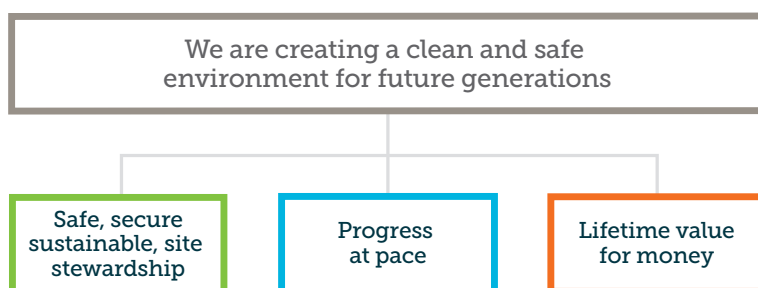 We are creating a clean and safe
environment for future generations
Safe, secure
sustainable, site
stewardship
Progress
at pace
Lifetime value
for money